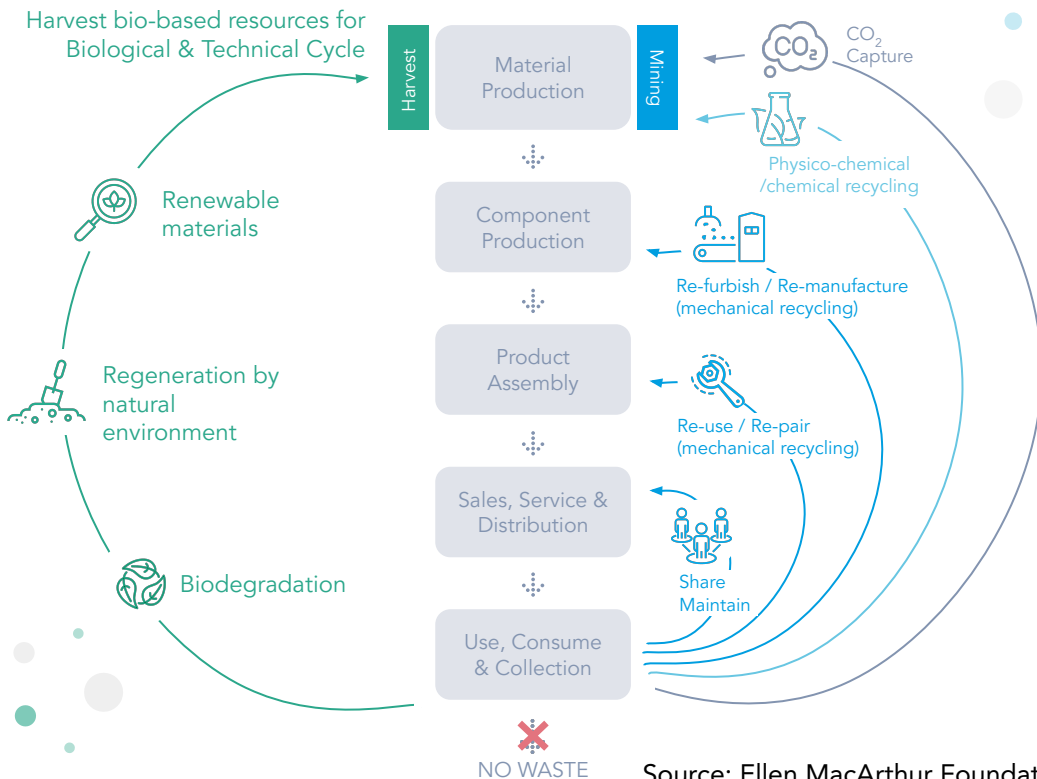 Harvest bio-based resources for
Biological & Technical Cycle
Harvest
Material
Production
Mining
CO₂
CO₂
Capture
Physico-chemical
/chemical recycling
Renewable
materials
Component
Production
Re-furbish / Re-manufacture
(mechanical recycling)
Regeneration by
natural
environment
Product
Assembly
Re-use / Re-pair
(mechanical recycling)
Sales, Service &
Distribution
Share
Maintain
Biodegradation
Use, Consume
& Collection
NO WASTE
Source: Ellen MacArthur Foundat